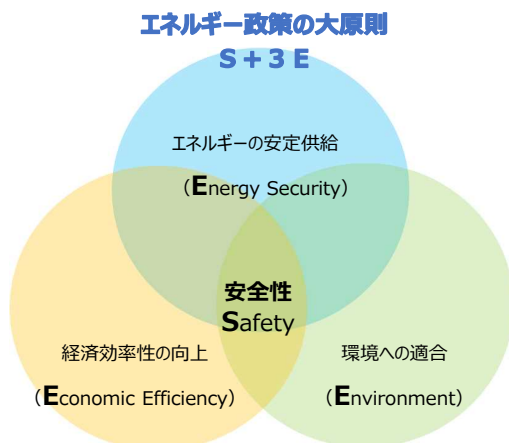 エネルギー政策の大原則
S+3E
エネルギーの安定供給
（Energy Security）
安全性
Safety
経済効率性の向上
（Economic Efficiency）
環境への適合
（Environment）